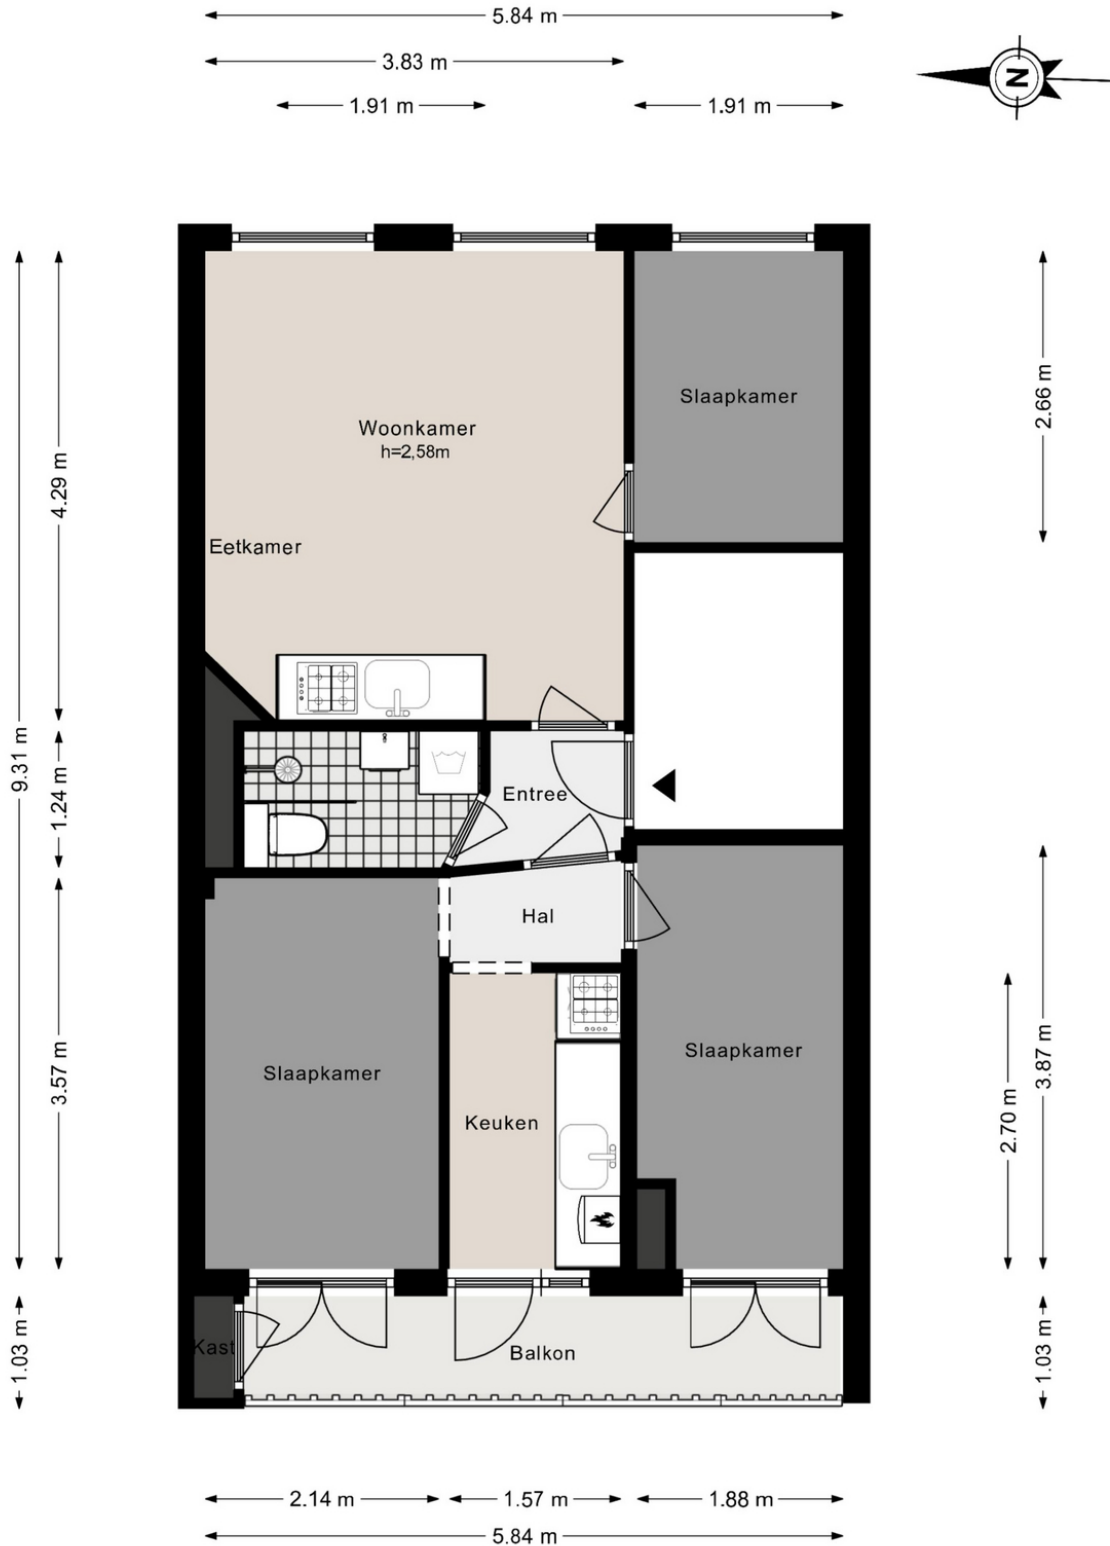 5.84 m
3.83 m
1.91 m
1.91 m
N
Slaapkamer
2.66 m
Woonkamer
h=2,58m
4.29 m
Eetkamer
9.31 m
1.24 m
Entree
Hal
3.57 m
Slaapkamer
Slaapkamer
3.87 m
2.70 m
Keuken
Kast
Balkon
1.03 m
1.03 m
2.14 m
1.57 m
1.88 m
5.84 m